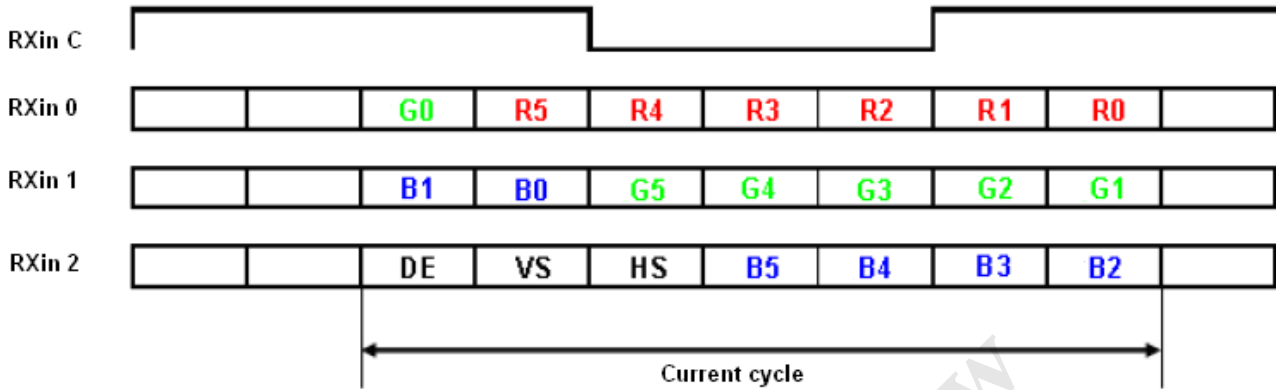 RXin C
RXin 0 G0 R5 R4 R3 R2 R1 R0
RXin 1 B1 B0 G5 G4 G3 G2 G1
RXin 2 DE VS HS B5 B4 B3 B2
Current cycle